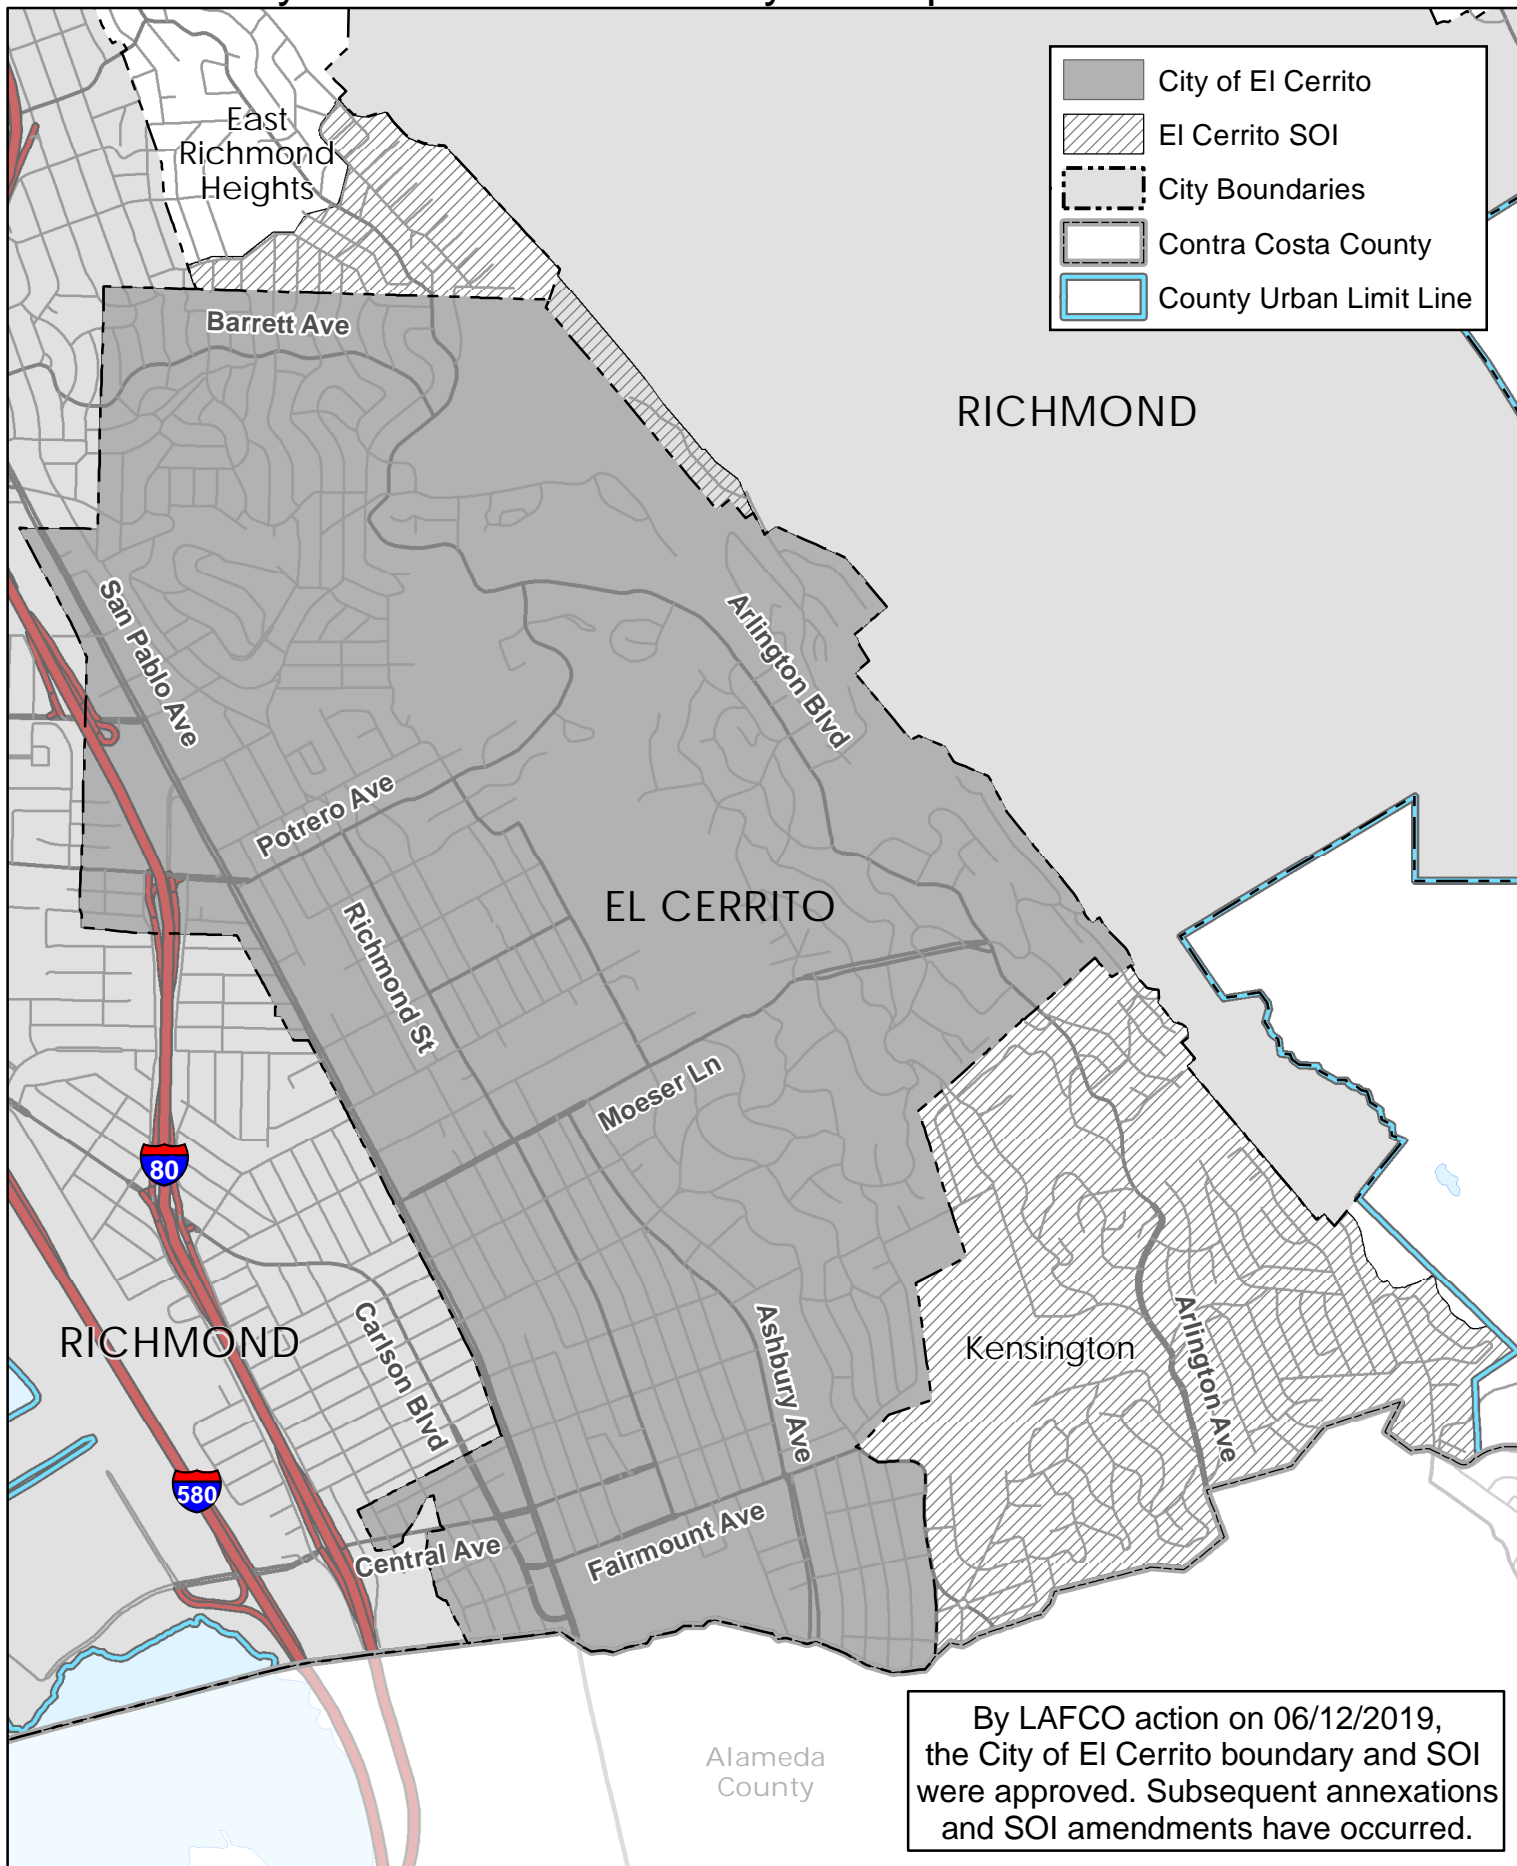 East
Richmond
Heights
City of El Cerrito
El Cerrito SOI
City Boundaries
Contra Costa County
County Urban Limit Line
Barrett Ave
RICHMOND
San Pablo Ave
Arlington Blvd
Potrero Ave
EL CERRITO
Richmond St
Moeser Ln
80
RICHMOND
Carlson Blvd
Ashbury Ave
Kensington
Arlington Ave
580
Central Ave
Fairmount Ave
Alameda
County
By LAFCO action on 06/12/2019,
the City of El Cerrito boundary and SOI
were approved. Subsequent annexations
and SOI amendments have occurred.